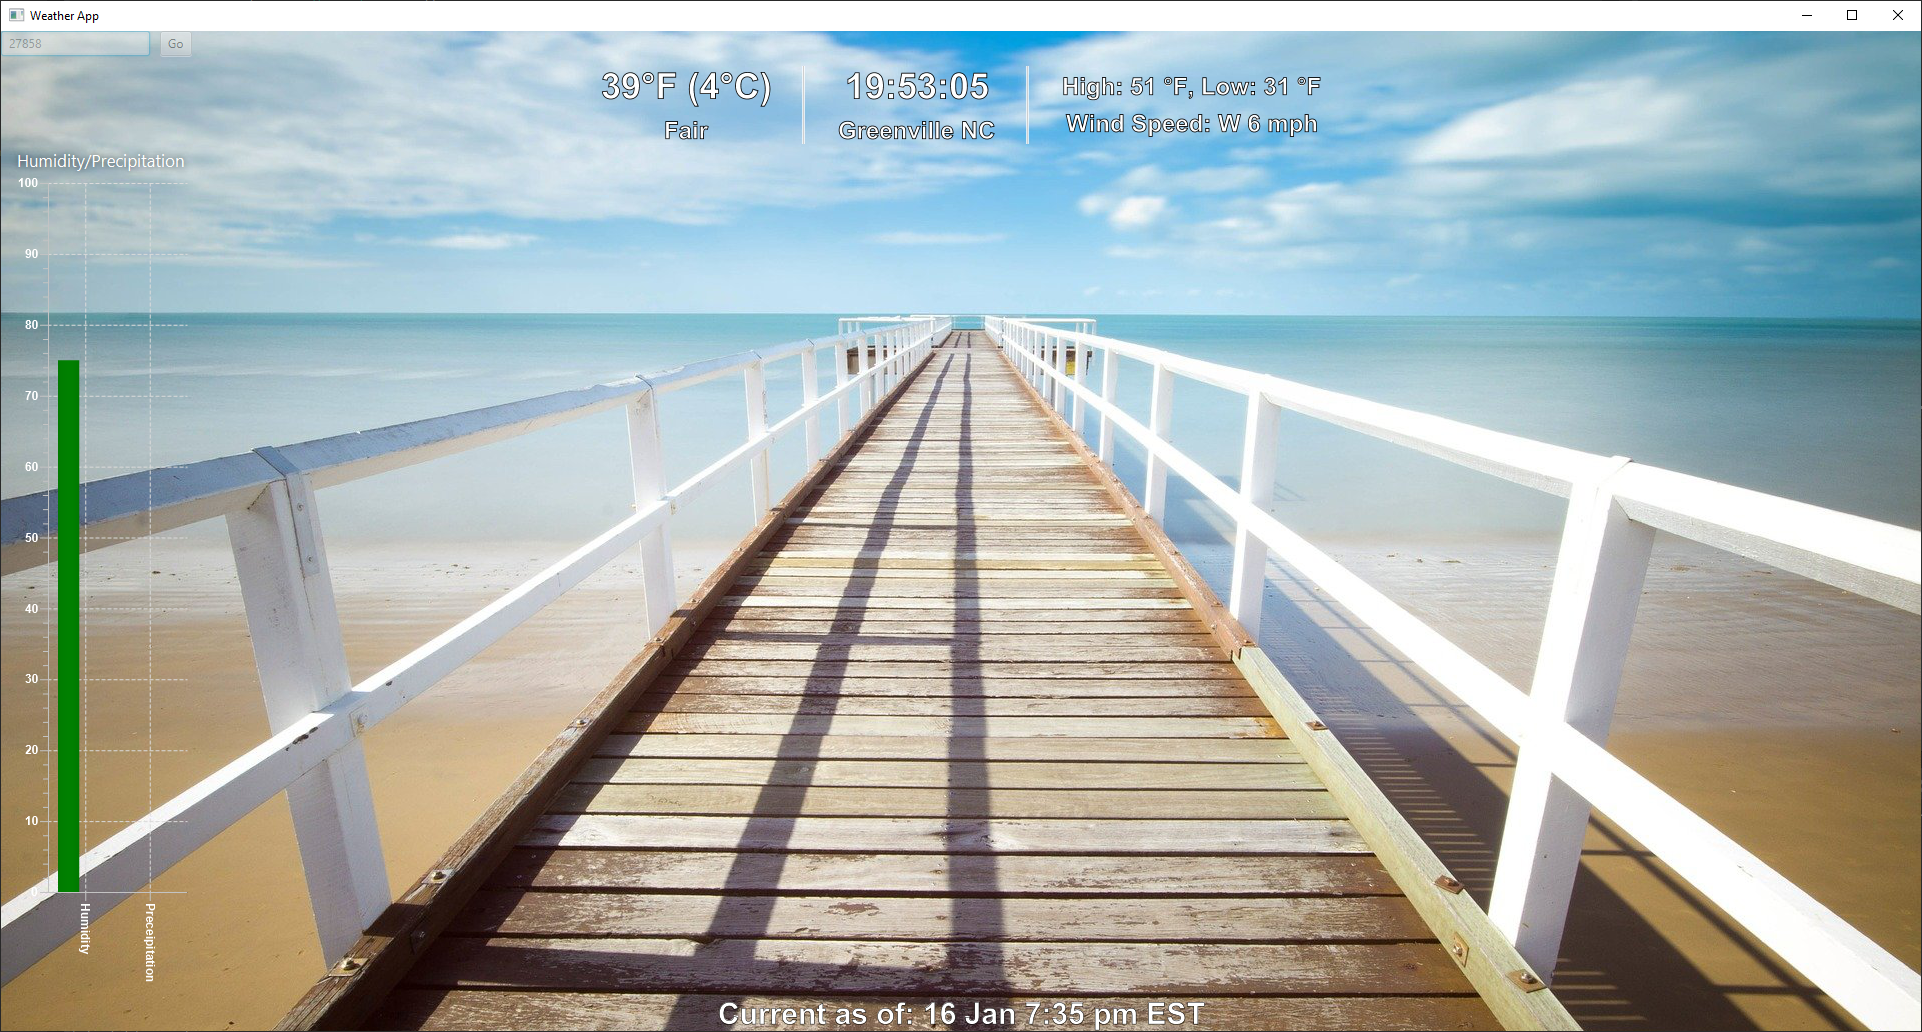 Weather App
27858
Go
39°F (4°C)
Fair
19:53:05
Greenville NC
High: 51 °F, Low: 31 °F
Wind Speed: W 6 mph
Humidity/Precipitation
100
90
80
70
60
50
40
30
20
10
0
Humidity
Preceipitation
Current as of: 16 Jan 7:35 pm EST